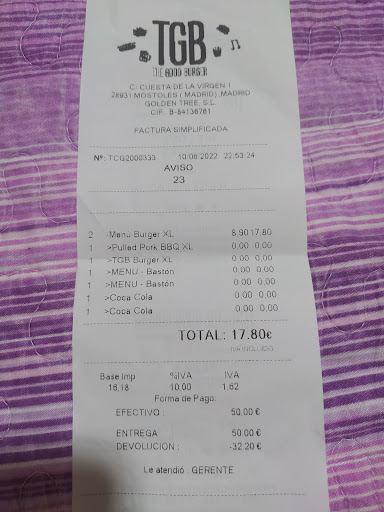 TGB
THE GOOD BURGER
C/ CUESTA DE LA VIRGEN 1
28931 MOSTOLES ( MADRID) ,MADRID
GOLDEN TREE, S.L.
CIF.: B-84136761
FACTURA SIMPLIFICADA
Nº: TCG2000333 10/06/2022 22:53:24
AVISO
23
2 Menú Burger XL 8.90 17.80
1 >Pulled Pork BBQ XL 0,00 0,00
1 >TGB Burger XL 0,00 0,00
1 >MENU - Bastón 0,00 0,00
1 >MENU - Bastón 0,00 0,00
1 >Coca Cola 0,00 0,00
1 >Coca Cola 0,00 0,00
TOTAL: 17.80€
IVA INCLUIDO
Base imp %IVA IVA
16,18 10,00 1,62
Forma de Pago:
EFECTIVO : 50.00 €
ENTREGA 50.00 €
DEVOLUCION : -32.20 €
Le atendió : GERENTE